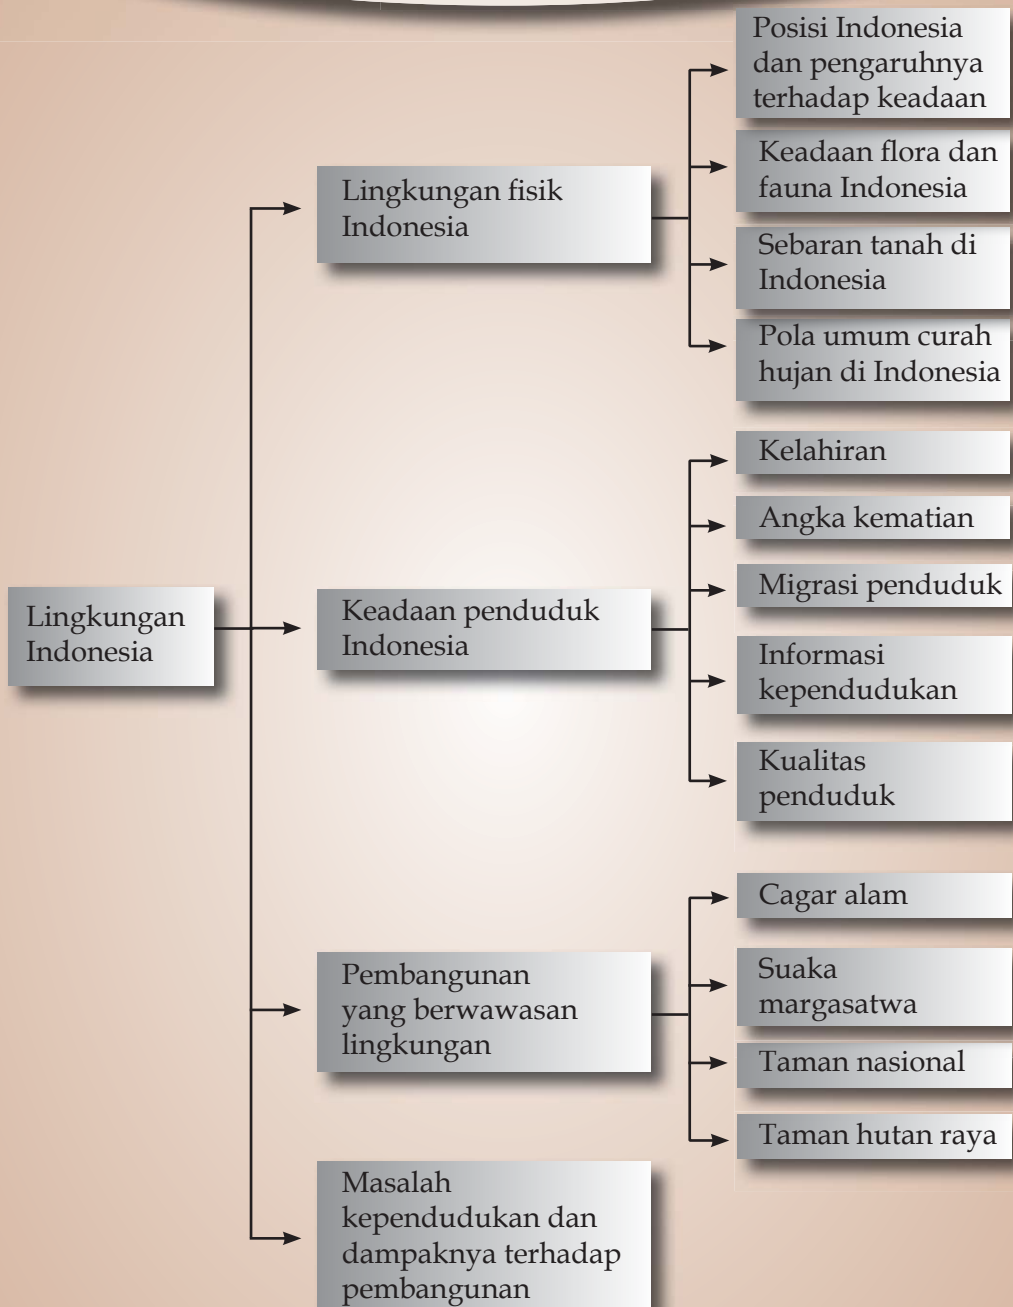 Lingkungan
Indonesia
Lingkungan fisik
Indonesia
Posisi Indonesia
dan pengaruhnya
terhadap keadaan
Keadaan flora dan
fauna Indonesia
Sebaran tanah di
Indonesia
Pola umum curah
hujan di Indonesia
Keadaan penduduk
Indonesia
Kelahiran
Angka kematian
Migrasi penduduk
Informasi
kependudukan
Kualitas
penduduk
Pembangunan
yang berwawasan
lingkungan
Cagar alam
Suaka
margasatwa
Taman nasional
Taman hutan raya
Masalah
kependudukan dan
dampaknya terhadap
pembangunan